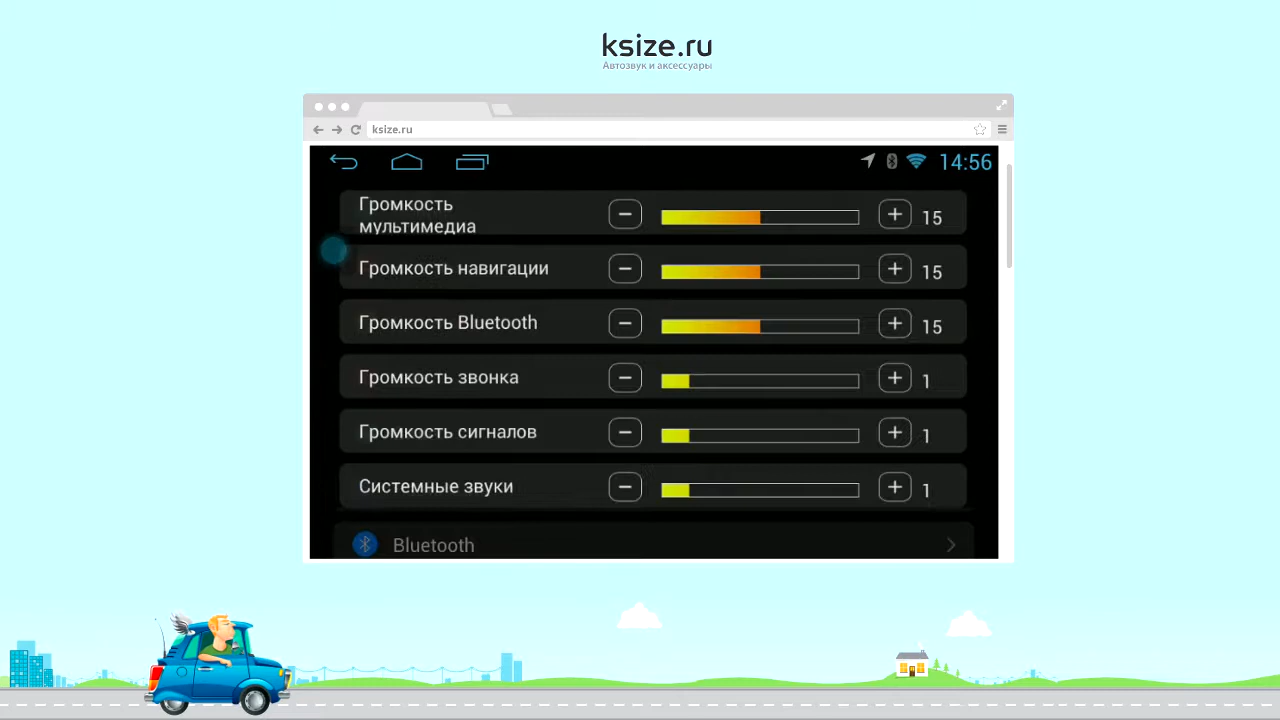 ksize.ru
Автозвук и аксессуары
ksize.ru
14:56
Громкость
мультимедиа
15
Громкость навигации
15
Громкость Bluetooth
15
Громкость звонка
1
Громкость сигналов
1
Системные звуки
1
Bluetooth